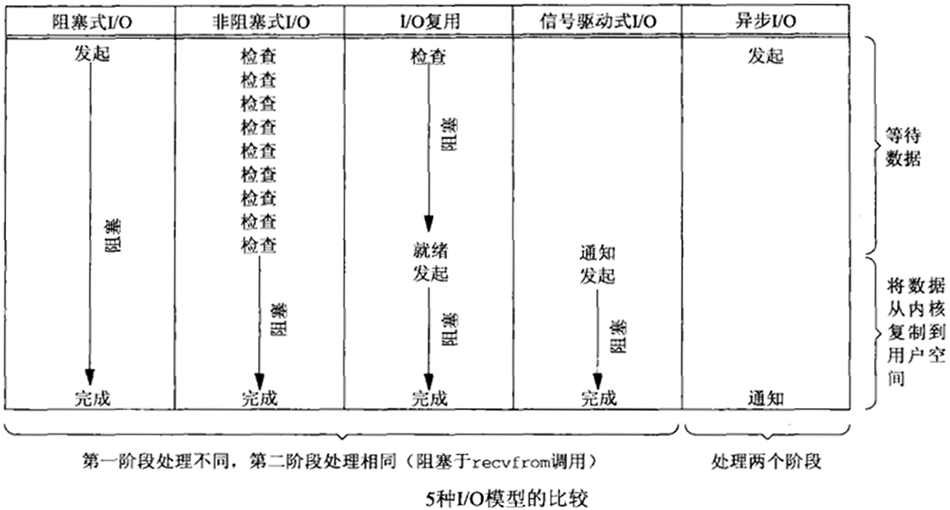 阻塞式I/O 非阻塞式I/O I/O复用 信号驱动式I/O 异步I/O
发起 检查 检查 发起
检查
检查
检查
检查
检查
检查
检查
检查
阻塞
阻塞
就绪 通知
发起 发起
阻塞
阻塞
阻塞
完成 完成 完成 完成 通知
等待
数据
将数据
从内核
复制到
用户空
间
第一阶段处理不同，第二阶段处理相同（阻塞于recvfrom调用） 处理两个阶段
5种I/O模型的比较